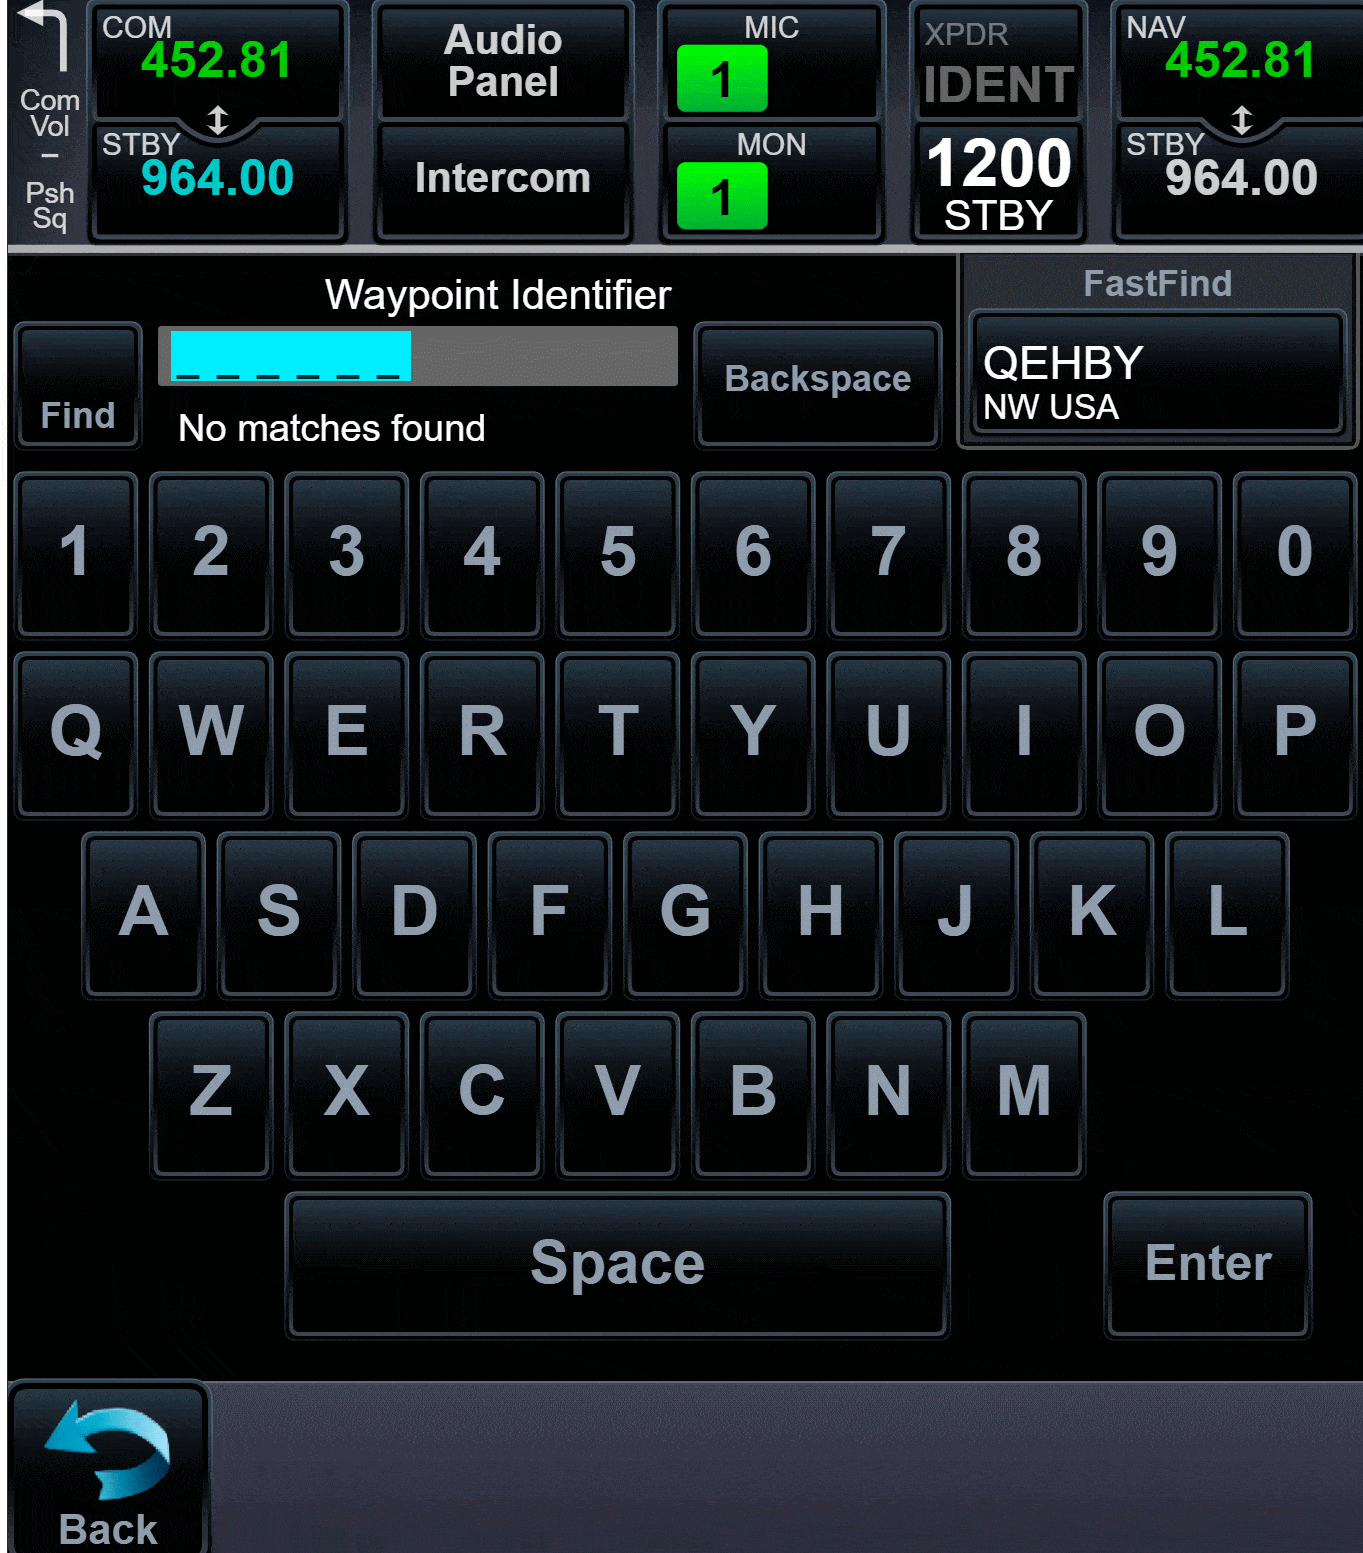 Com
Vol
–
Psh
Sq
COM
452.81
STBY
964.00
Audio
Panel
Intercom
MIC
1
MON
1
XPDR
IDENT
1200
STBY
NAV
452.81
STBY
964.00
Waypoint Identifier
_ _ _ _ _ _
Find
No matches found
Backspace
FastFind
QEHBY
NW USA
1 2 3 4 5 6 7 8 9 0
Q W E R T Y U I O P
A S D F G H J K L
Z X C V B N M
Space
Enter
Back